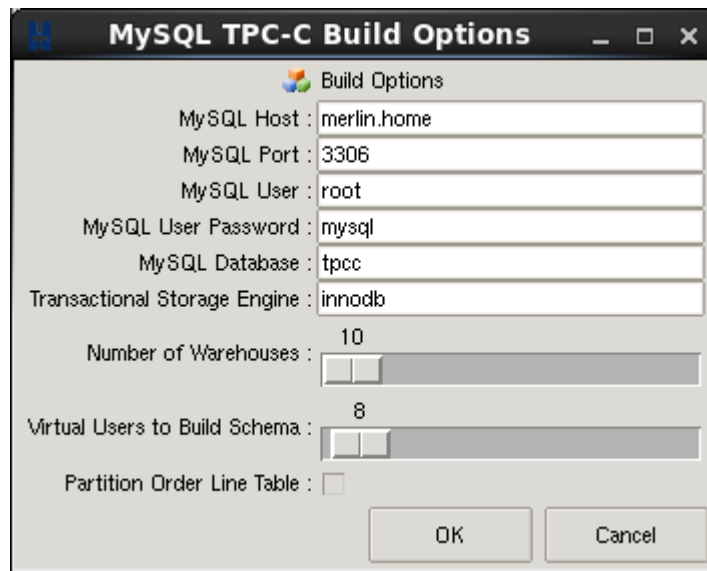 MySQL TPC-C Build Options
Build Options
MySQL Host : merlin.home
MySQL Port : 3306
MySQL User : root
MySQL User Password : mysql
MySQL Database : tpcc
Transactional Storage Engine : innodb
10
Number of Warehouses :
8
Virtual Users to Build Schema :
Partition Order Line Table :
OK Cancel